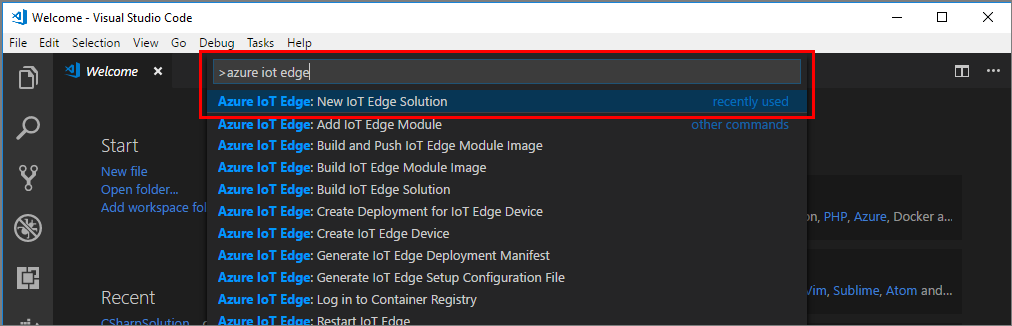 Welcome - Visual Studio Code
File Edit Selection View Go Debug Tasks Help
Welcome
>azure iot edge
Azure IoT Edge: New IoT Edge Solution recently used
Azure IoT Edge: Add IoT Edge Module other commands
Azure IoT Edge: Build and Push IoT Edge Module Image
Azure IoT Edge: Build IoT Edge Module Image
Azure IoT Edge: Build IoT Edge Solution
Azure IoT Edge: Create Deployment for IoT Edge Device
Azure IoT Edge: Create IoT Edge Device
Azure IoT Edge: Generate IoT Edge Deployment Manifest
Azure IoT Edge: Generate IoT Edge Setup Configuration File
Azure IoT Edge: Log in to Container Registry
Azure IoT Edge: Restart IoT Edge
Start
New file
Open folder...
Add workspace fol
Recent
CSharpSolution
on, PHP, Azure, Docker a...
Vim, Sublime, Atom and...